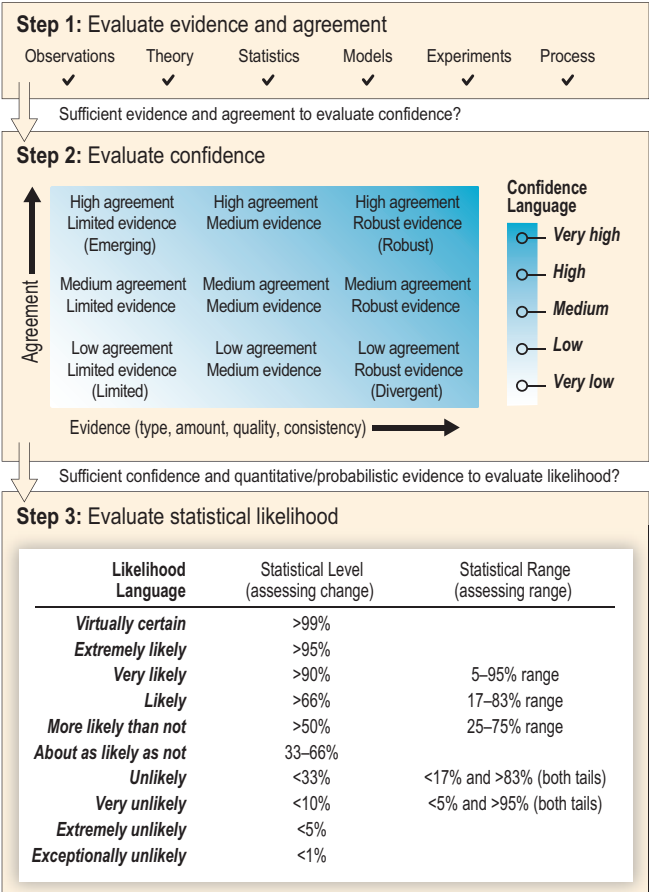 Step 1: Evaluate evidence and agreement
Observations Theory Statistics Models Experiments Process
Sufficient evidence and agreement to evaluate confidence?
Step 2: Evaluate confidence
Agreement
High agreement High agreement High agreement
Limited evidence Medium evidence Robust evidence
(Emerging) (Robust)
Medium agreement Medium agreement Medium agreement
Limited evidence Medium evidence Robust evidence
Low agreement Low agreement Low agreement
Limited evidence Medium evidence Robust evidence
(Limited) (Divergent)
Evidence (type, amount, quality, consistency)
Confidence
Language
Very high
High
Medium
Low
Very low
Sufficient confidence and quantitative/probabilistic evidence to evaluate likelihood?
Step 3: Evaluate statistical likelihood
Likelihood Statistical Level Statistical Range
Language (assessing change) (assessing range)
Virtually certain >99%
Extremely likely >95%
Very likely >90% 5–95% range
Likely >66% 17–83% range
More likely than not >50% 25–75% range
About as likely as not 33–66%
Unlikely <33% <17% and >83% (both tails)
Very unlikely <10% <5% and >95% (both tails)
Extremely unlikely <5%
Exceptionally unlikely <1%